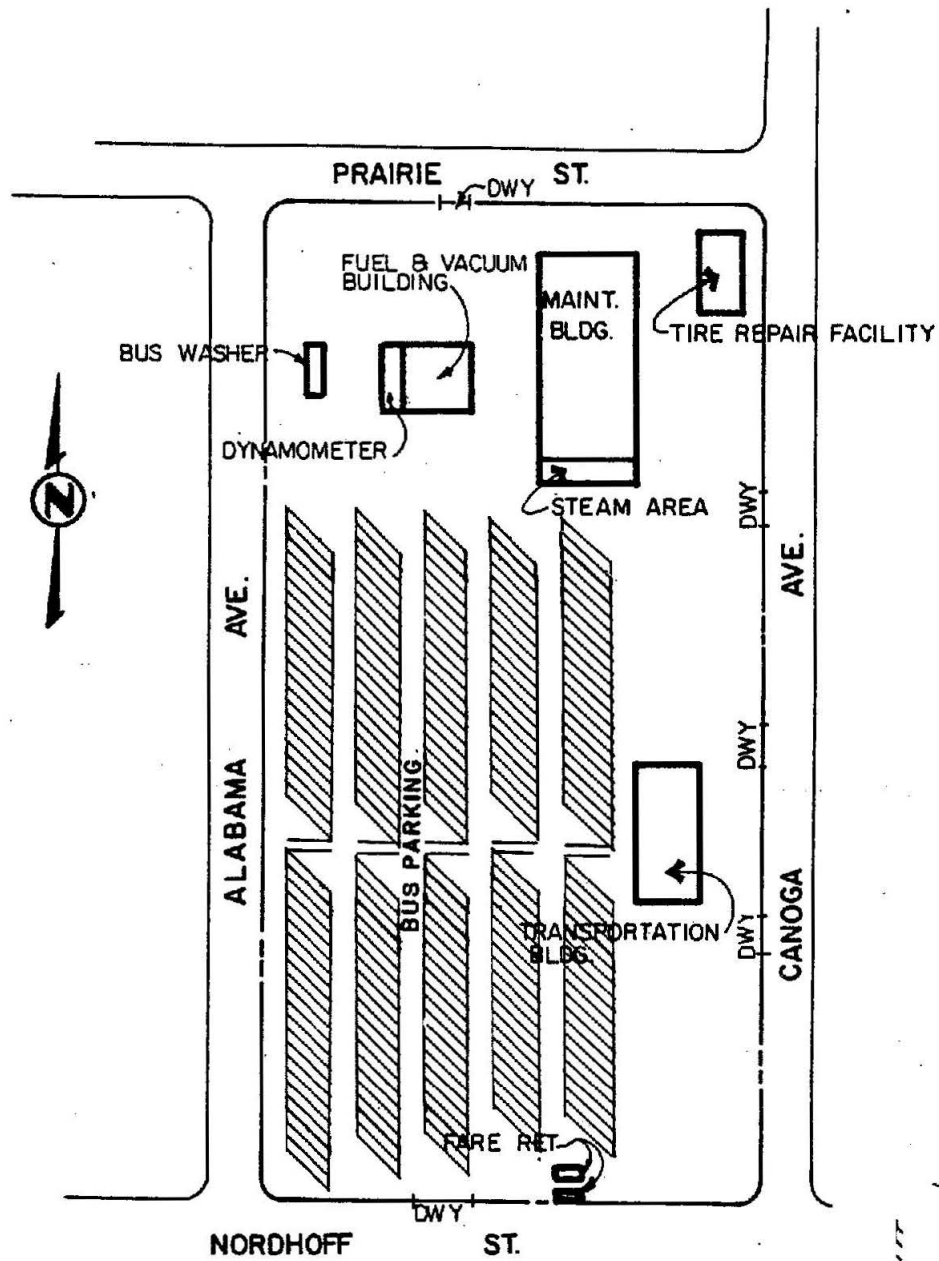 PRAIRIE ST.
DWY
FUEL & VACUUM
BUILDING
MAINT.
BLDG.
TIRE REPAIR FACILITY
BUS WASHER
DYNAMOMETER
STEAM AREA
N
DWY
ALABAMA AVE.
CANOGA AVE.
DWY
BUS PARKING
TRANSPORTATION
BLDG.
DWY
FARE RET.
DWY
NORDHOFF ST.